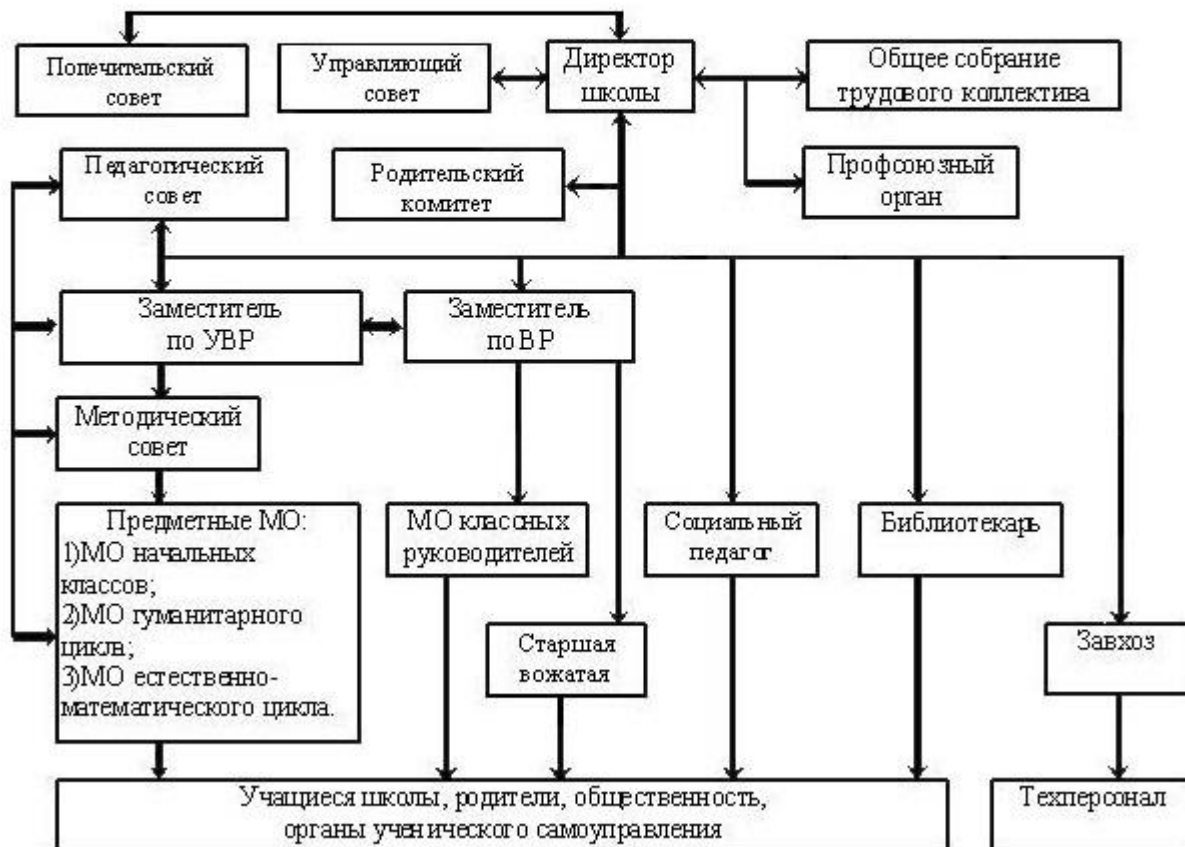 Попечительский
совет
Управляющий
совет
Директор
школы
Общее собрание
трудового коллектива
Педагогический
совет
Родительский
комитет
Профсоюзный
орган
Заместитель
по УВР
Заместитель
по ВР
Методический
совет
Предметные МО:
1)МО начальных
классов;
2)МО гуманитарного
цикла;
3)МО естественно-
математического цикла.
МО классных
руководителей
Социальный
педагог
Библиотекарь
Старшая
вожатая
Завхоз
Учащиеся школы, родители, общественность,
органы ученического самоуправления
Техперсонал